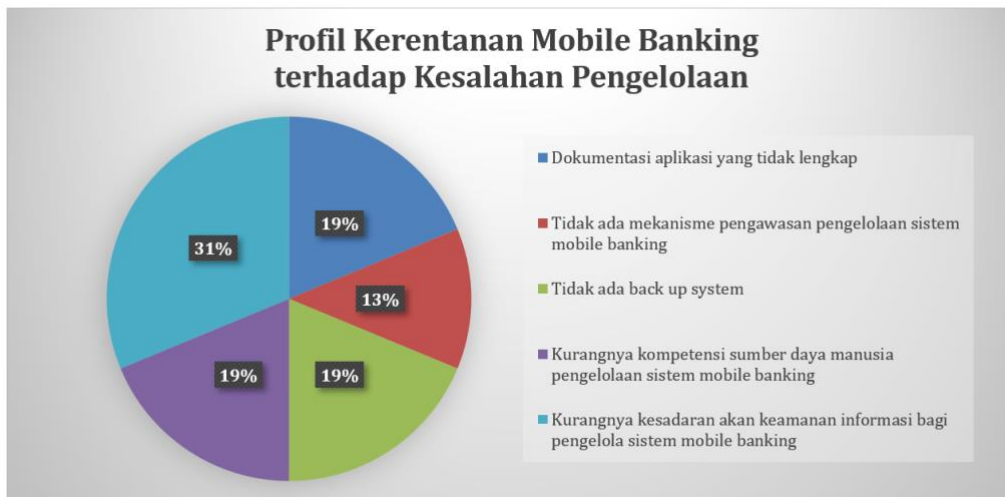 Profil Kerentanan Mobile Banking
terhadap Kesalahan Pengelolaan
19%
13%
19%
19%
31%
Dokumentasi aplikasi yang tidak lengkap
Tidak ada mekanisme pengawasan pengelolaan sistem
mobile banking
Tidak ada back up system
Kurangnya kompetensi sumber daya manusia
pengelolaan sistem mobile banking
Kurangnya kesadaran akan keamanan informasi bagi
pengelola sistem mobile banking